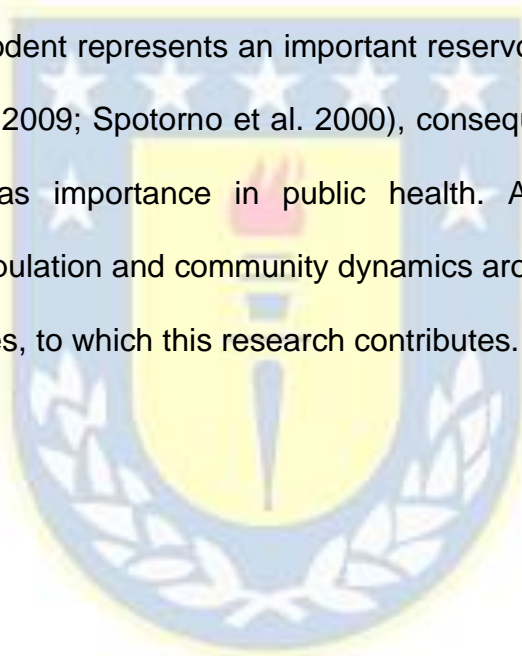 odent represents an important reservo
2009; Spotorno et al. 2000), consequ
as importance in public health. A
oulation and community dynamics aro
es, to which this research contributes.